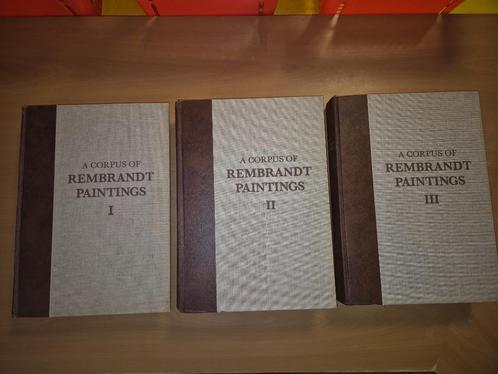 A CORPUS OF
REMBRANDT
PAINTINGS
I
A CORPUS OF
REMBRANDT
PAINTINGS
II
A CORPUS OF
REMBRANDT
PAINTINGS
III